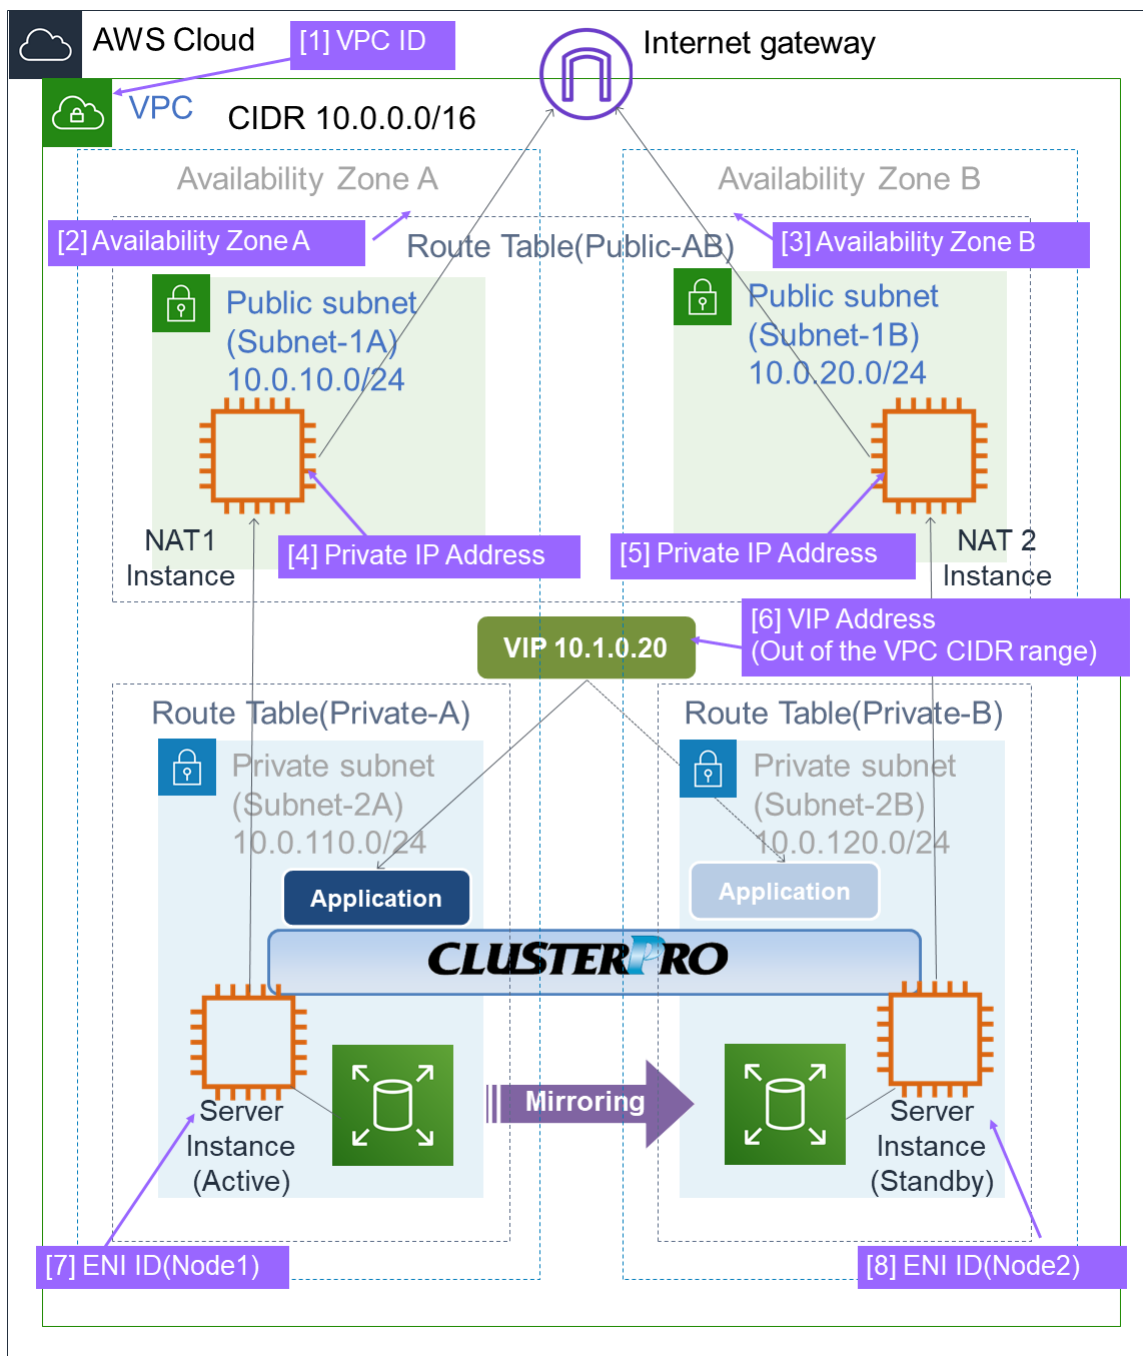 AWS Cloud
[1] VPC ID
Internet gateway
VPC
CIDR 10.0.0.0/16
Availability Zone A
Availability Zone B
[2] Availability Zone A
Route Table(Public-AB)
[3] Availability Zone B
Public subnet
(Subnet-1A)
10.0.10.0/24
Public subnet
(Subnet-1B)
10.0.20.0/24
NAT1
Instance
[4] Private IP Address
[5] Private IP Address
NAT 2
Instance
VIP 10.1.0.20
[6] VIP Address
(Out of the VPC CIDR range)
Route Table(Private-A)
Route Table(Private-B)
Private subnet
(Subnet-2A)
10.0.110.0/24
Private subnet
(Subnet-2B)
10.0.120.0/24
Application
Application
CLUSTERPRO
Mirroring
Server
Instance
(Active)
Server
Instance
(Standby)
[7] ENI ID(Node1)
[8] ENI ID(Node2)